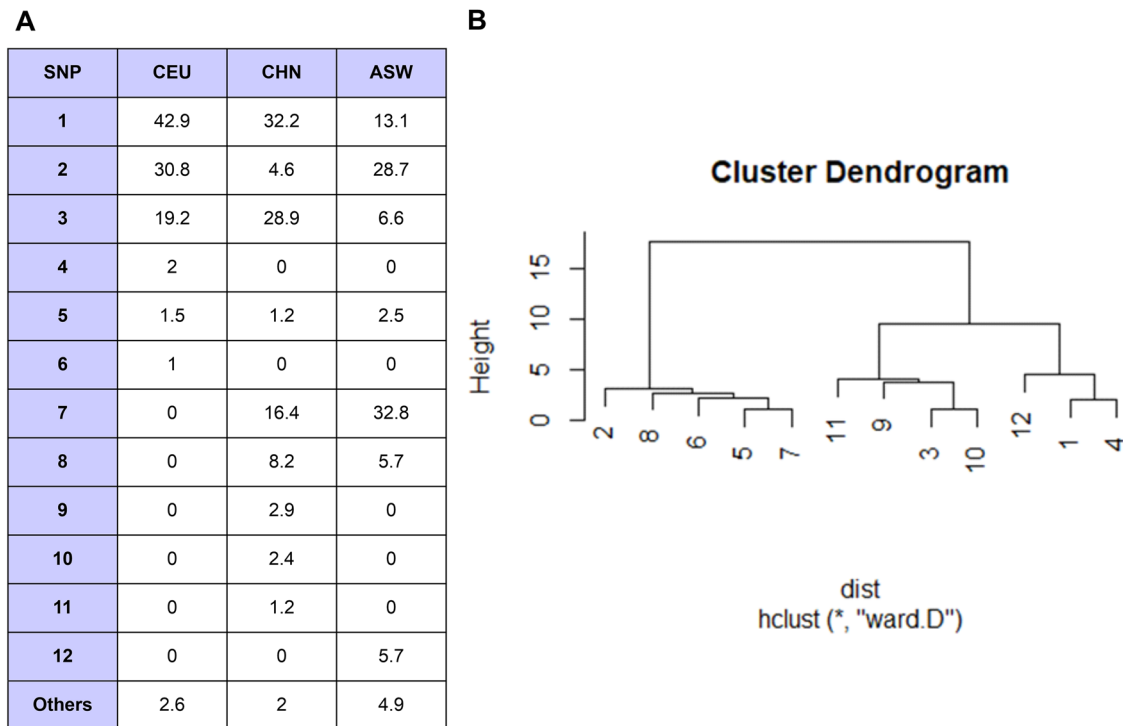 A
SNP CEU CHN ASW
1 42.9 32.2 13.1
2 30.8 4.6 28.7
3 19.2 28.9 6.6
4 2 0 0
5 1.5 1.2 2.5
6 1 0 0
7 0 16.4 32.8
8 0 8.2 5.7
9 0 2.9 0
10 0 2.4 0
11 0 1.2 0
12 0 0 5.7
Others 2.6 2 4.9
B
Cluster Dendrogram
Height
15
10
5
0
2 8 6 5 7 11 9 3 10 12 1 4
dist
hclust (*, "ward.D")